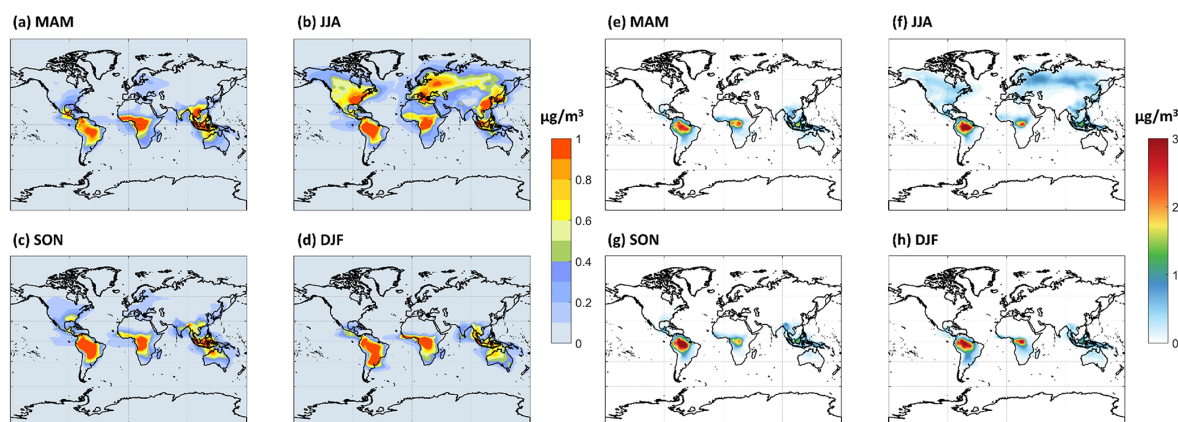 (a) MAM
(b) JJA
(e) MAM
(f) JJA
µg/m³
1
0.8
0.6
0.4
0.2
0
µg/m³
3
2
1
0
(c) SON
(d) DJF
(g) SON
(h) DJF